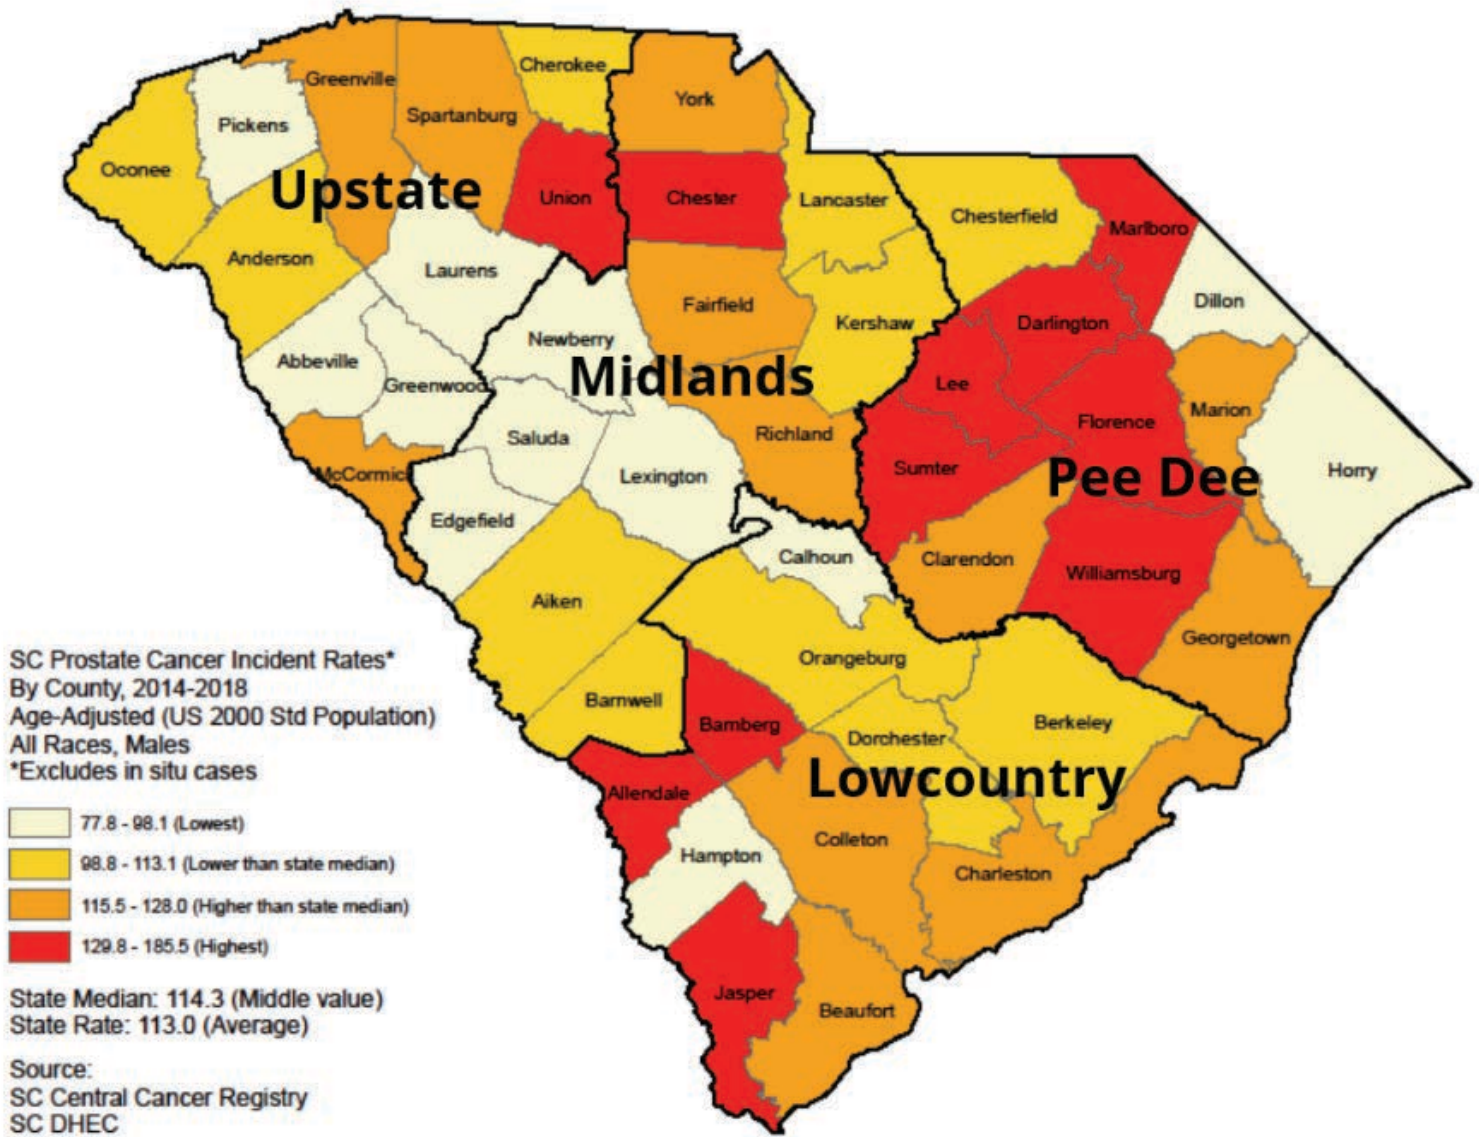 Cherokee
Greenville
York
Spartanburg
Pickens
Oconee
Upstate
Union
Chester
Lancaster
Chesterfield
Marlboro
Anderson
Laurens
Fairfield
Kershaw
Darlington
Dillon
Newberry
Abbeville
Greenwood
Midlands
Lee
Marion
Florence
Richland
Saluda
Sumter
Horry
McCormic
Lexington
Pee Dee
Edgefield
Calhoun
Clarendon
Williamsburg
Aiken
Georgetown
Orangeburg
Barnwell
Bamberg
Dorchester
Berkeley
Lowcountry
Allendale
Colleton
Hampton
Charleston
Jasper
Beaufort
SC Prostate Cancer Incident Rates*
By County, 2014-2018
Age-Adjusted (US 2000 Std Population)
All Races, Males
*Excludes in situ cases
77.8 - 98.1 (Lowest)
98.8 - 113.1 (Lower than state median)
115.5 - 128.0 (Higher than state median)
129.8 - 185.5 (Highest)
State Median: 114.3 (Middle value)
State Rate: 113.0 (Average)
Source:
SC Central Cancer Registry
SC DHEC